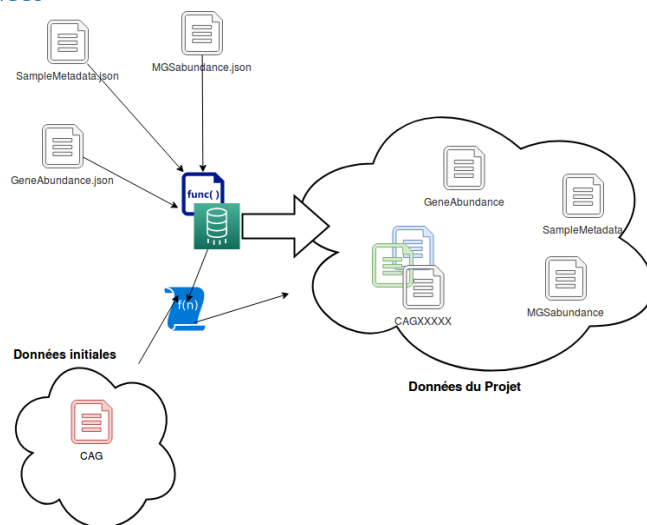 SampleMetadata.json
MGSabundance.json
GeneAbundance.json
func( )
f(n)
GeneAbundance
SampleMetadata
CAGXXXXX
MGSabundance
Données initiales
Données du Projet
CAG